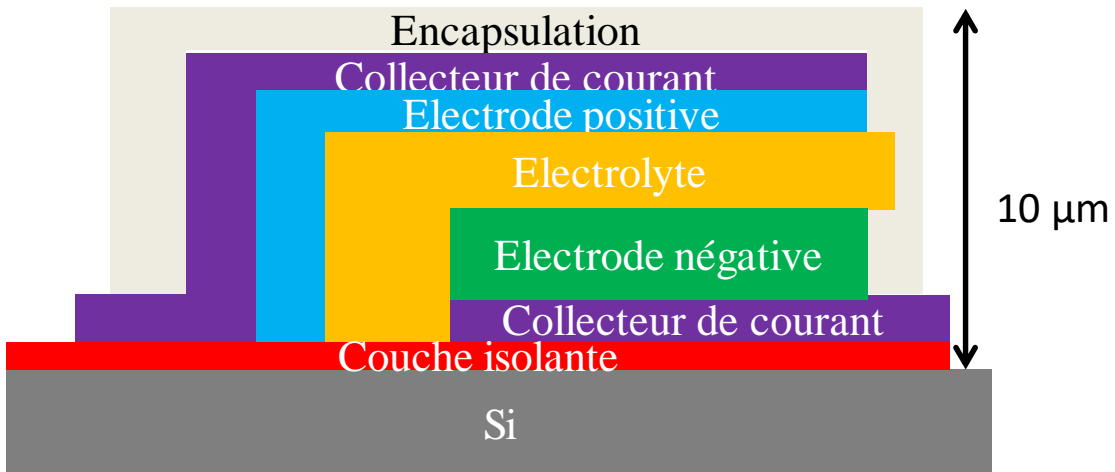 Encapsulation
Collecteur de courant
Electrode positive
Electrolyte
10 μm
Electrode négative
Collecteur de courant
Couche isolante
Si